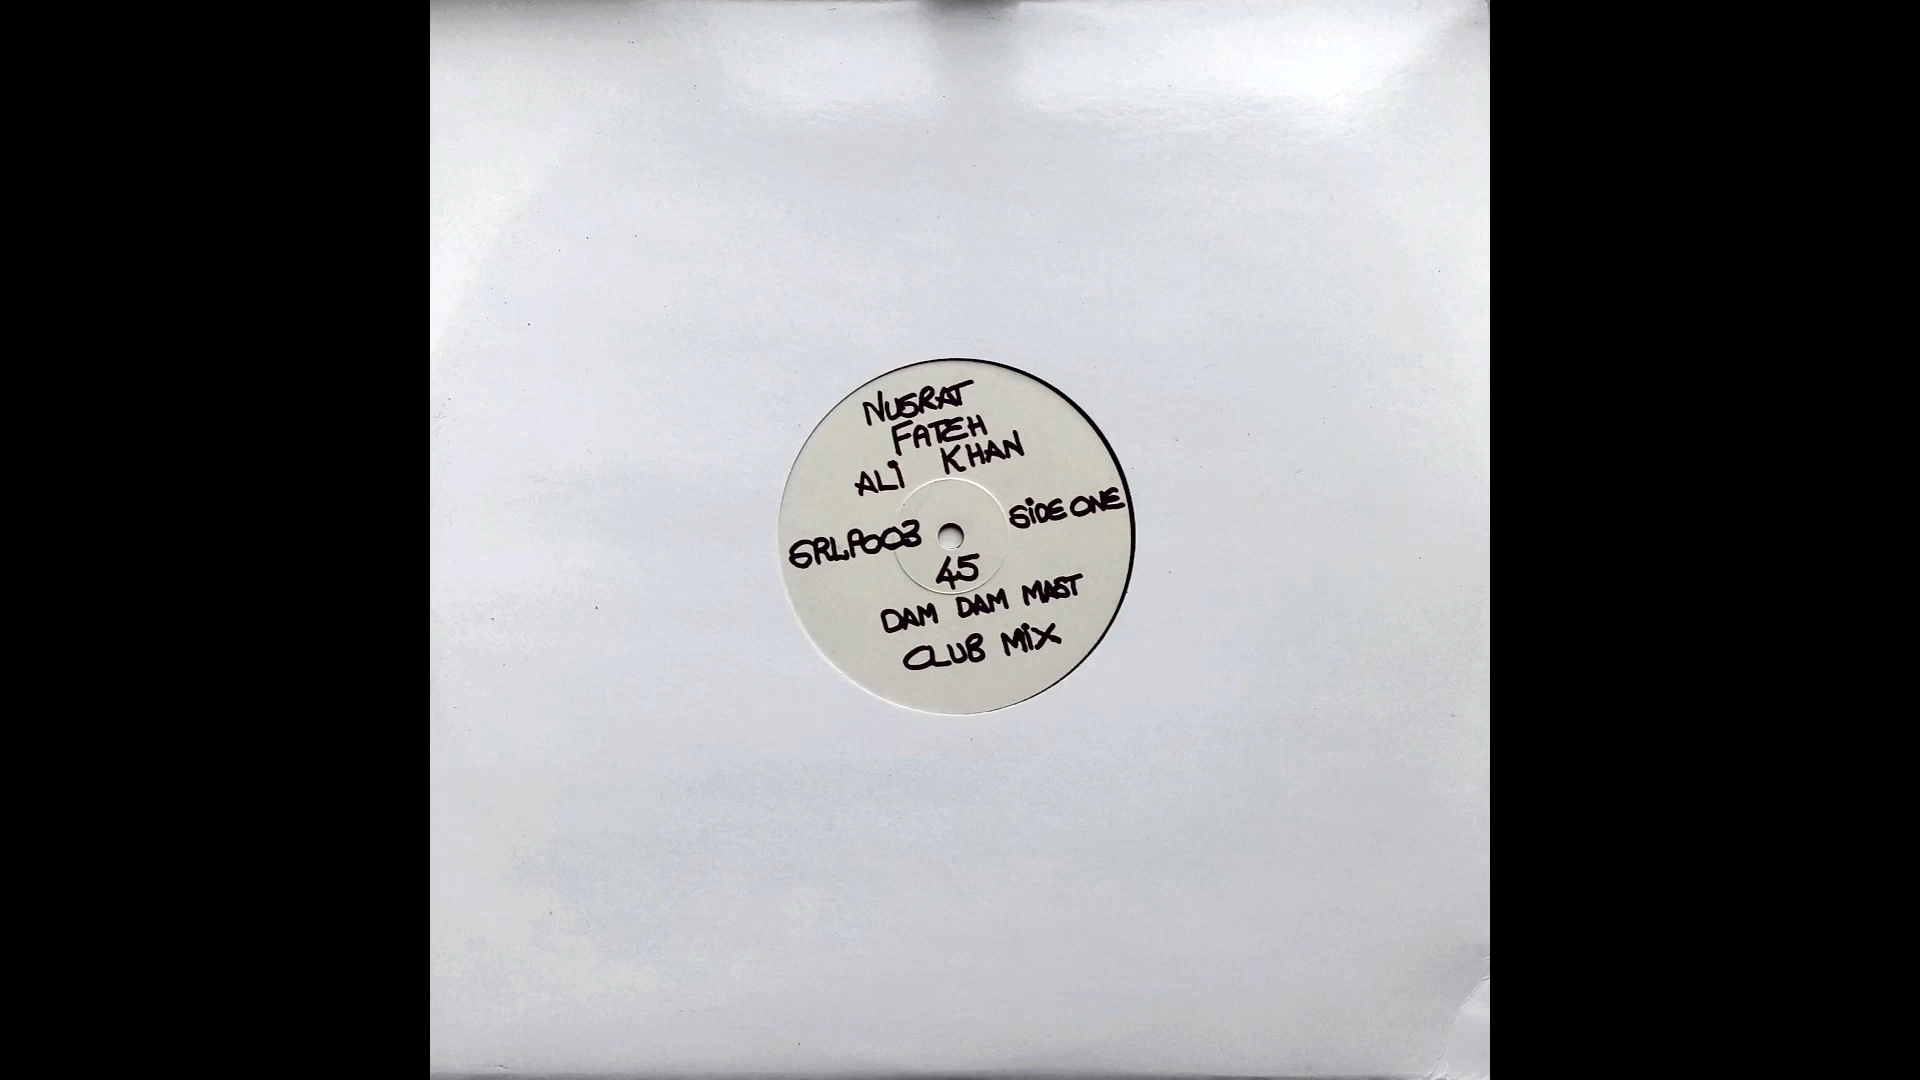 NUSRAT
FATEH
ALi KHAN
SiDE ONE
SRLP003
45
DAM DAM MAST
CLUB MiX